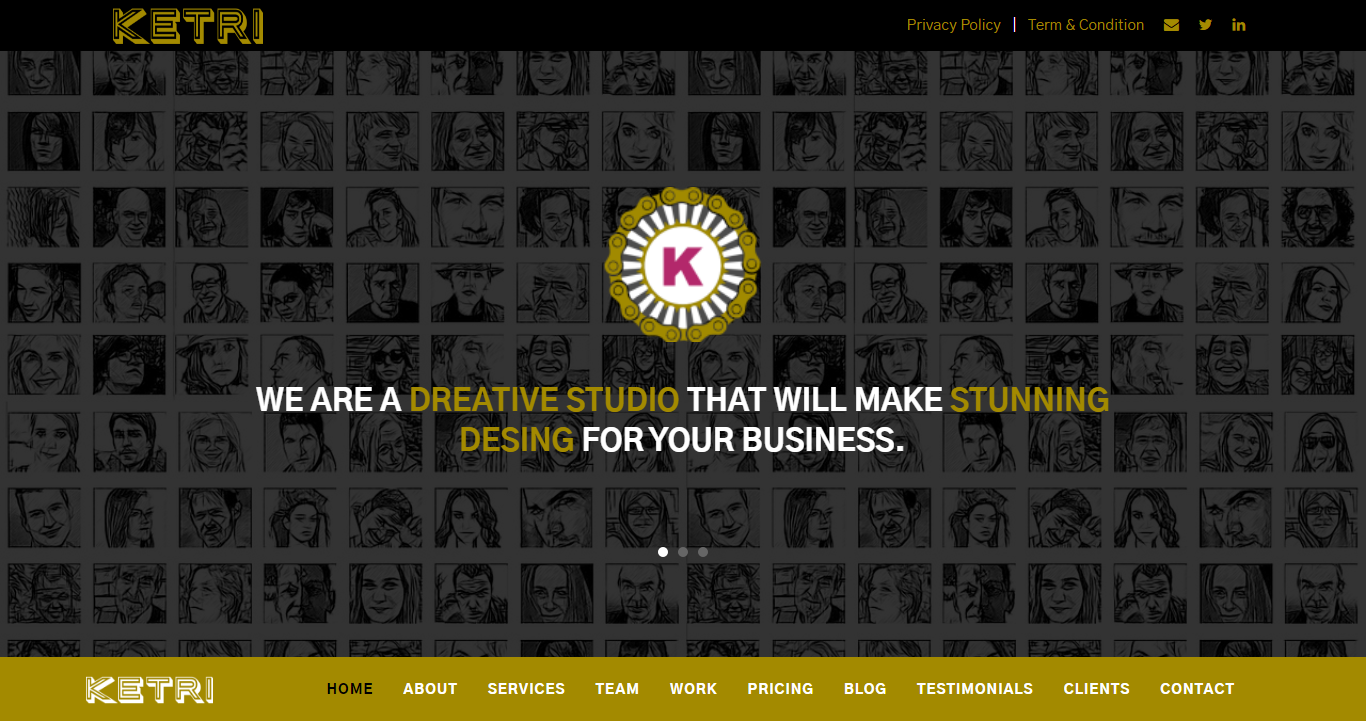 KETRI
Privacy Policy | Term & Condition
K
WE ARE A DREATIVE STUDIO THAT WILL MAKE STUNNING
DESING FOR YOUR BUSINESS.
KETRI
HOME ABOUT SERVICES TEAM WORK PRICING BLOG TESTIMONIALS CLIENTS CONTACT